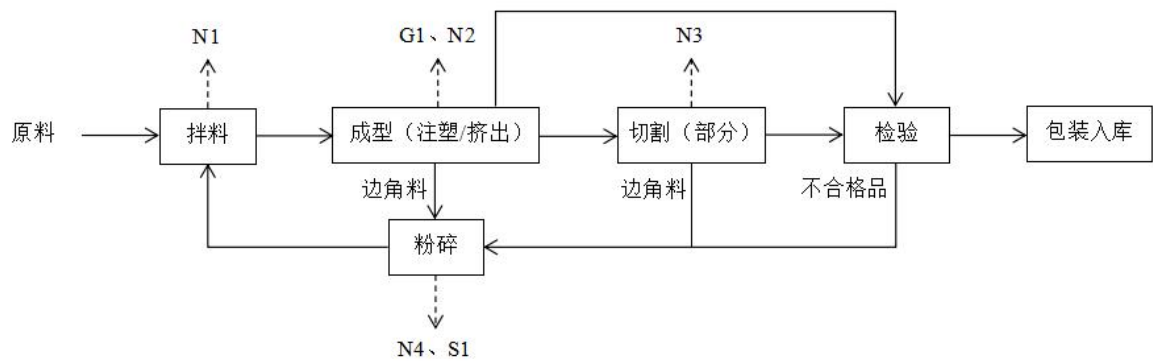 N1
G1、N2
N3
原料
拌料
成型（注塑/挤出）
切割（部分）
检验
包装入库
边角料
边角料
不合格品
粉碎
N4、S1